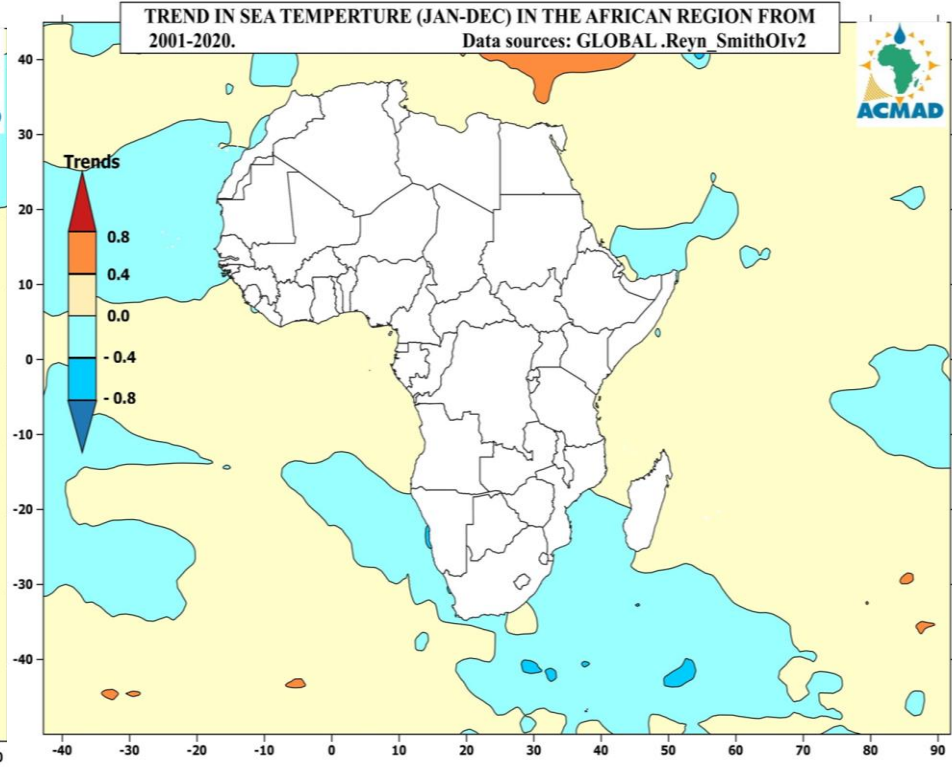 TREND IN SEA TEMPERTURE (JAN-DEC) IN THE AFRICAN REGION FROM
2001-2020. Data sources: GLOBAL .Reyn_SmithOIv2
ACMAD
Trends
0.8
0.4
0.0
- 0.4
- 0.8
40
30
20
10
0
-10
-20
-30
-40
-40 -30 -20 -10 0 10 20 30 40 50 60 70 80 90